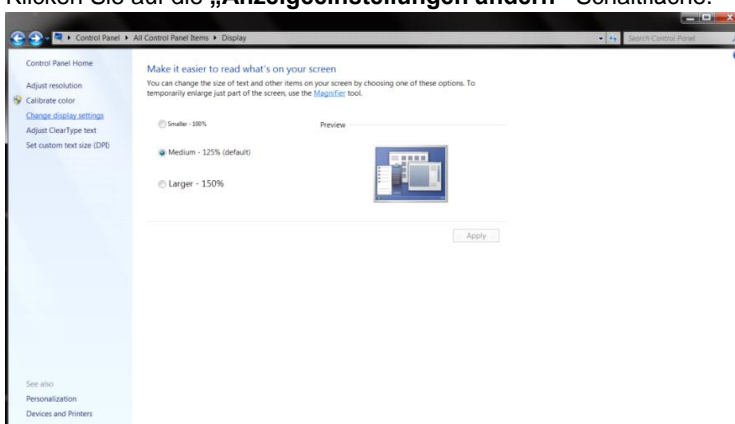 Klicken Sie auf die „Anzeigeeinstellungen ändern“ Schaltfläche.
Control Panel ▸ All Control Panel Items ▸ Display
Search Control Panel
Control Panel Home
Adjust resolution
Calibrate color
Change display settings
Adjust ClearType text
Set custom text size (DPI)
Make it easier to read what's on your screen
You can change the size of text and other items on your screen by choosing one of these options. To
temporarily enlarge just part of the screen, use the Magnifier tool.
Smaller - 100%
Preview
Medium - 125% (default)
Larger - 150%
Apply
See also
Personalization
Devices and Printers